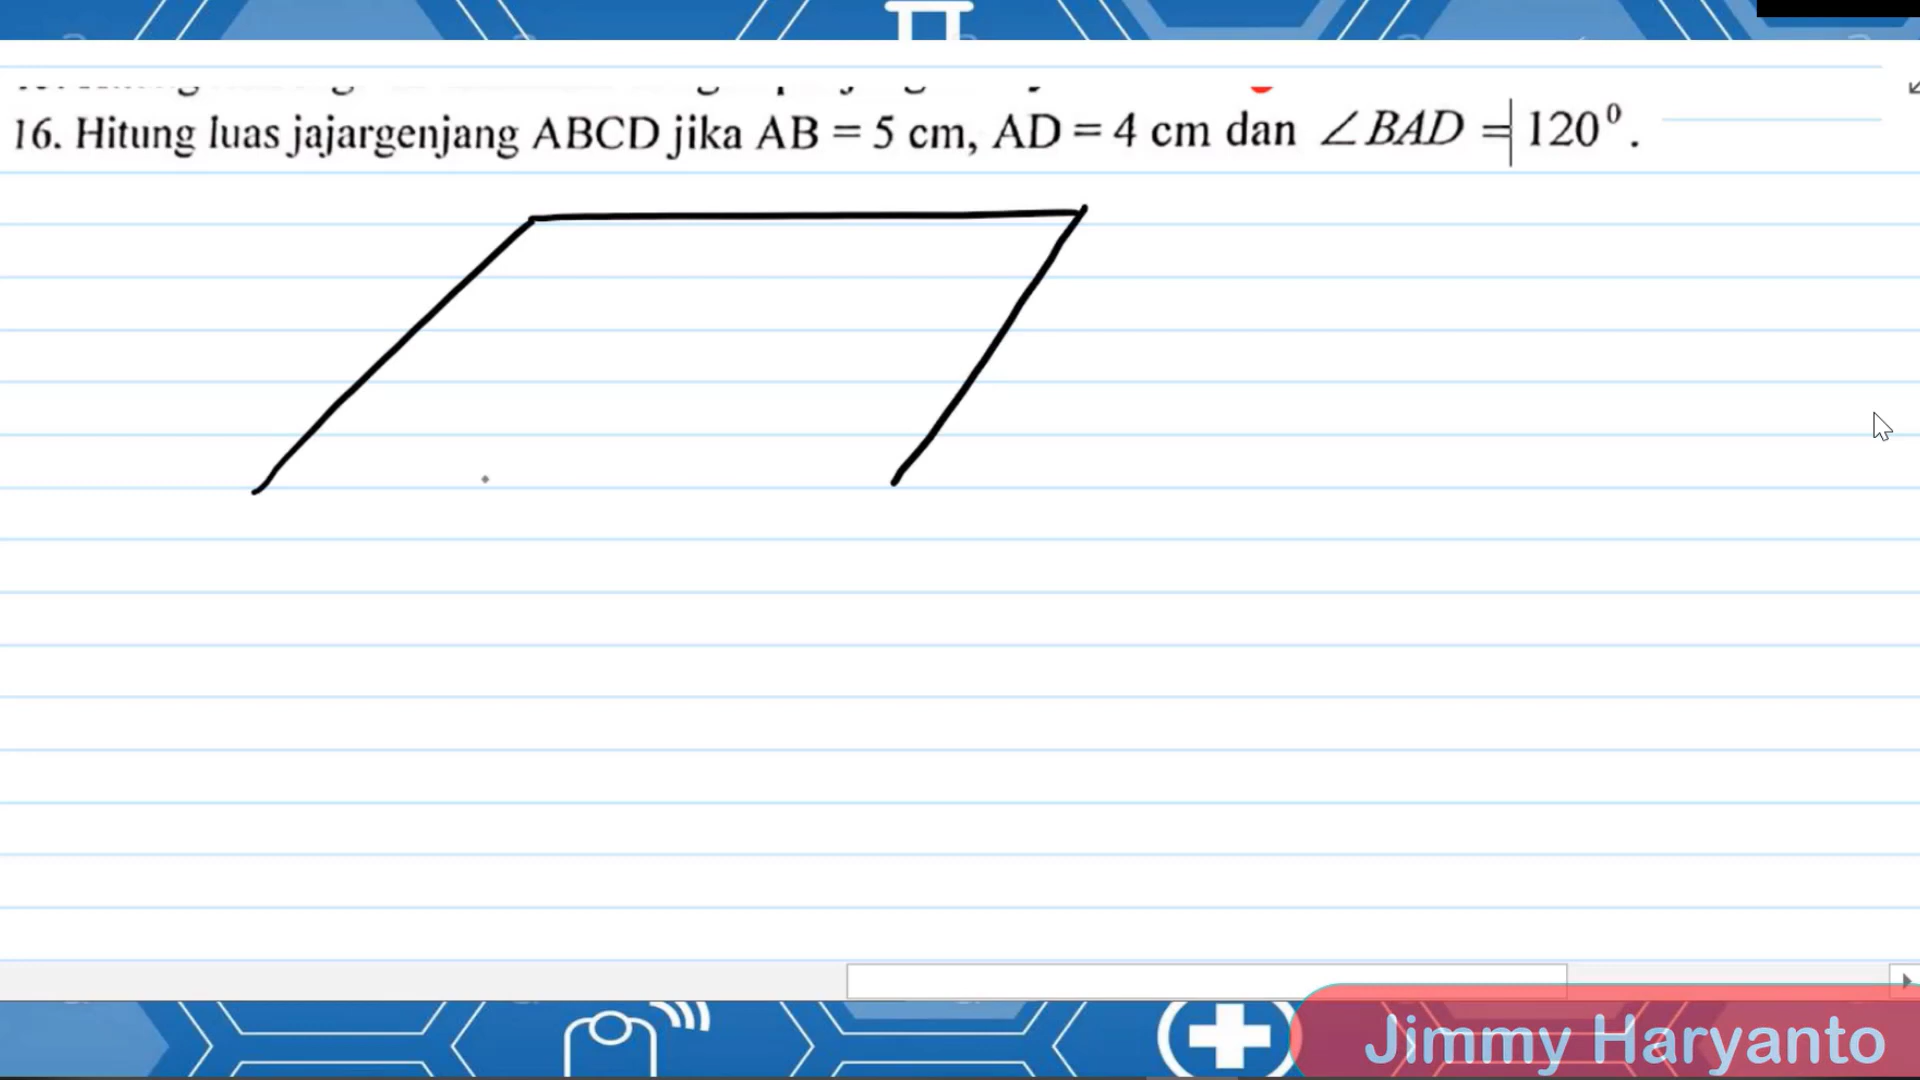 16. Hitung luas jajargenjang ABCD jika AB = 5 cm, AD = 4 cm dan ∠BAD = 120⁰.
Jimmy Haryanto